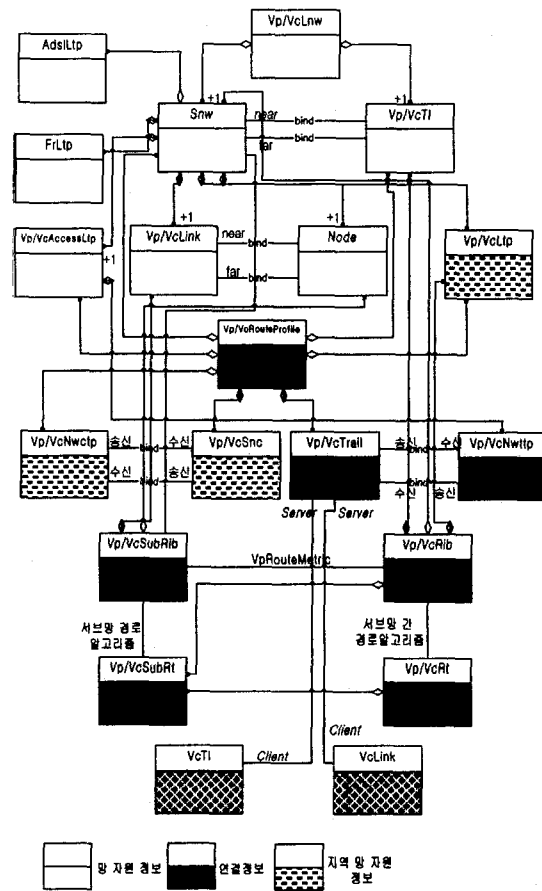 Vp/VcLnw
AdslLtp
Snw
+1
+1
+1
near
bind
far
bind
Vp/VcTl
FrLtp
Vp/VcAccessLtp
+1
+1
+1
Vp/VcLink
near
bind
far
bind
Node
Vp/VcLtp
Vp/VcRouteProfile
Vp/VcNwctp
송신
bind
수신
수신
bind
송신
Vp/VcSnc
Vp/VcTrail
송신
bind
수신
bind
수신
송신
Vp/VcNwttp
Server
Server
Vp/VcSubRib
VpRouteMetric
Vp/VcRib
서브망 경로
알고리즘
서브망 간
경로알고리즘
Vp/VcSubRt
Vp/VcRt
Client
VcTl
Client
VcLink
망 자원 정보
연결정보
지역 망 자원
정보